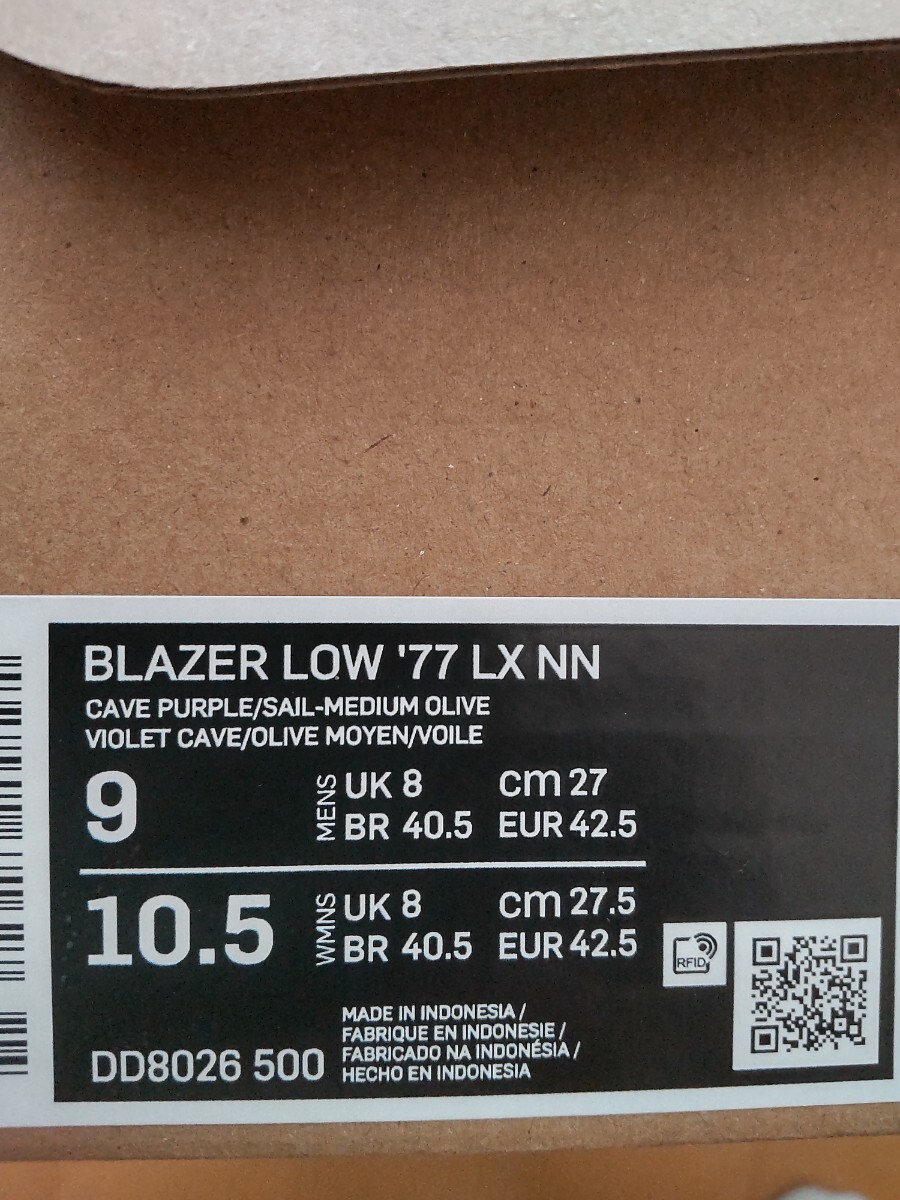 BLAZER LOW '77 LX NN
CAVE PURPLE/SAIL-MEDIUM OLIVE
VIOLET CAVE/OLIVE MOYEN/VOILE
9
MENS
UK 8 cm 27
BR 40.5 EUR 42.5
10.5
WMNS
UK 8 cm 27.5
BR 40.5 EUR 42.5
RFID
DD8026 500
MADE IN INDONESIA /
FABRIQUE EN INDONESIE /
FABRICADO NA INDONÉSIA /
HECHO EN INDONESIA